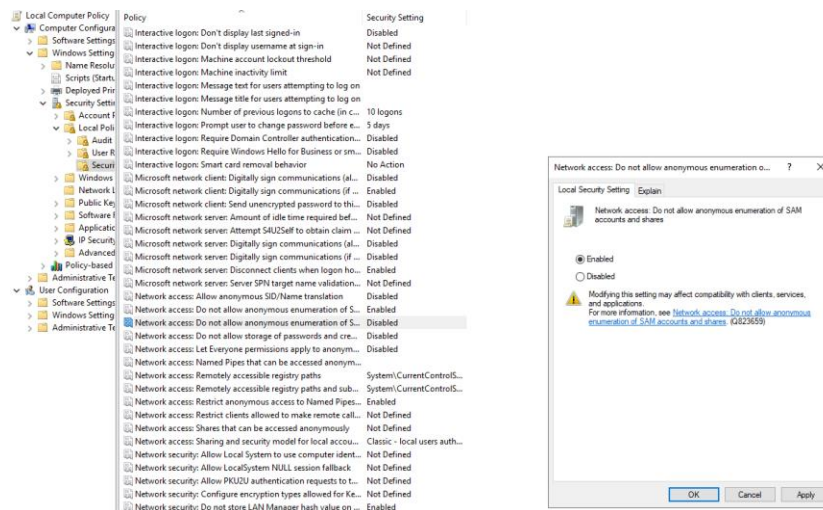 Local Computer Policy
Computer Configura
Software Settings
Windows Setting
Name Resolu
Scripts (Startu
Deployed Prin
Security Settin
Account P
Local Poli
Audit
User R
Securi
Windows
Network L
Public Key
Software R
Applicatic
IP Security
Advanced
Policy-based
Administrative Te
User Configuration
Software Settings
Windows Setting
Administrative Te
Policy Security Setting
Interactive logon: Don't display last signed-in Disabled
Interactive logon: Don't display username at sign-in Not Defined
Interactive logon: Machine account lockout threshold Not Defined
Interactive logon: Machine inactivity limit Not Defined
Interactive logon: Message text for users attempting to log on
Interactive logon: Message title for users attempting to log on
Interactive logon: Number of previous logons to cache (in c... 10 logons
Interactive logon: Prompt user to change password before e... 5 days
Interactive logon: Require Domain Controller authentication... Disabled
Interactive logon: Require Windows Hello for Business or sm... Disabled
Interactive logon: Smart card removal behavior No Action
Microsoft network client: Digitally sign communications (al... Disabled
Microsoft network client: Digitally sign communications (if ... Enabled
Microsoft network client: Send unencrypted password to thi... Disabled
Microsoft network server: Amount of idle time required bef... Not Defined
Microsoft network server: Attempt S4U2Self to obtain claim ... Not Defined
Microsoft network server: Digitally sign communications (al... Disabled
Microsoft network server: Digitally sign communications (if ... Disabled
Microsoft network server: Disconnect clients when logon ho... Enabled
Microsoft network server: Server SPN target name validation... Not Defined
Network access: Allow anonymous SID/Name translation Disabled
Network access: Do not allow anonymous enumeration of S... Enabled
Network access: Do not allow anonymous enumeration of S... Disabled
Network access: Do not allow storage of passwords and cre... Disabled
Network access: Let Everyone permissions apply to anonym... Disabled
Network access: Named Pipes that can be accessed anonym...
Network access: Remotely accessible registry paths System\CurrentControlS...
Network access: Remotely accessible registry paths and sub... System\CurrentControlS...
Network access: Restrict anonymous access to Named Pipes... Enabled
Network access: Restrict clients allowed to make remote call... Not Defined
Network access: Shares that can be accessed anonymously Not Defined
Network access: Sharing and security model for local accou... Classic - local users auth...
Network security: Allow Local System to use computer ident... Not Defined
Network security: Allow LocalSystem NULL session fallback Not Defined
Network security: Allow PKU2U authentication requests to t... Not Defined
Network security: Configure encryption types allowed for Ke... Not Defined
Network security: Do not store LAN Manager hash value on ... Enabled
Network access: Do not allow anonymous enumeration o... ? X
Local Security Setting Explain
Network access: Do not allow anonymous enumeration of SAM
accounts and shares
Enabled
Disabled
Modifying this setting may affect compatibility with clients, services,
and applications.
For more information, see Network access: Do not allow anonymous
enumeration of SAM accounts and shares. (Q823659)
OK Cancel Apply